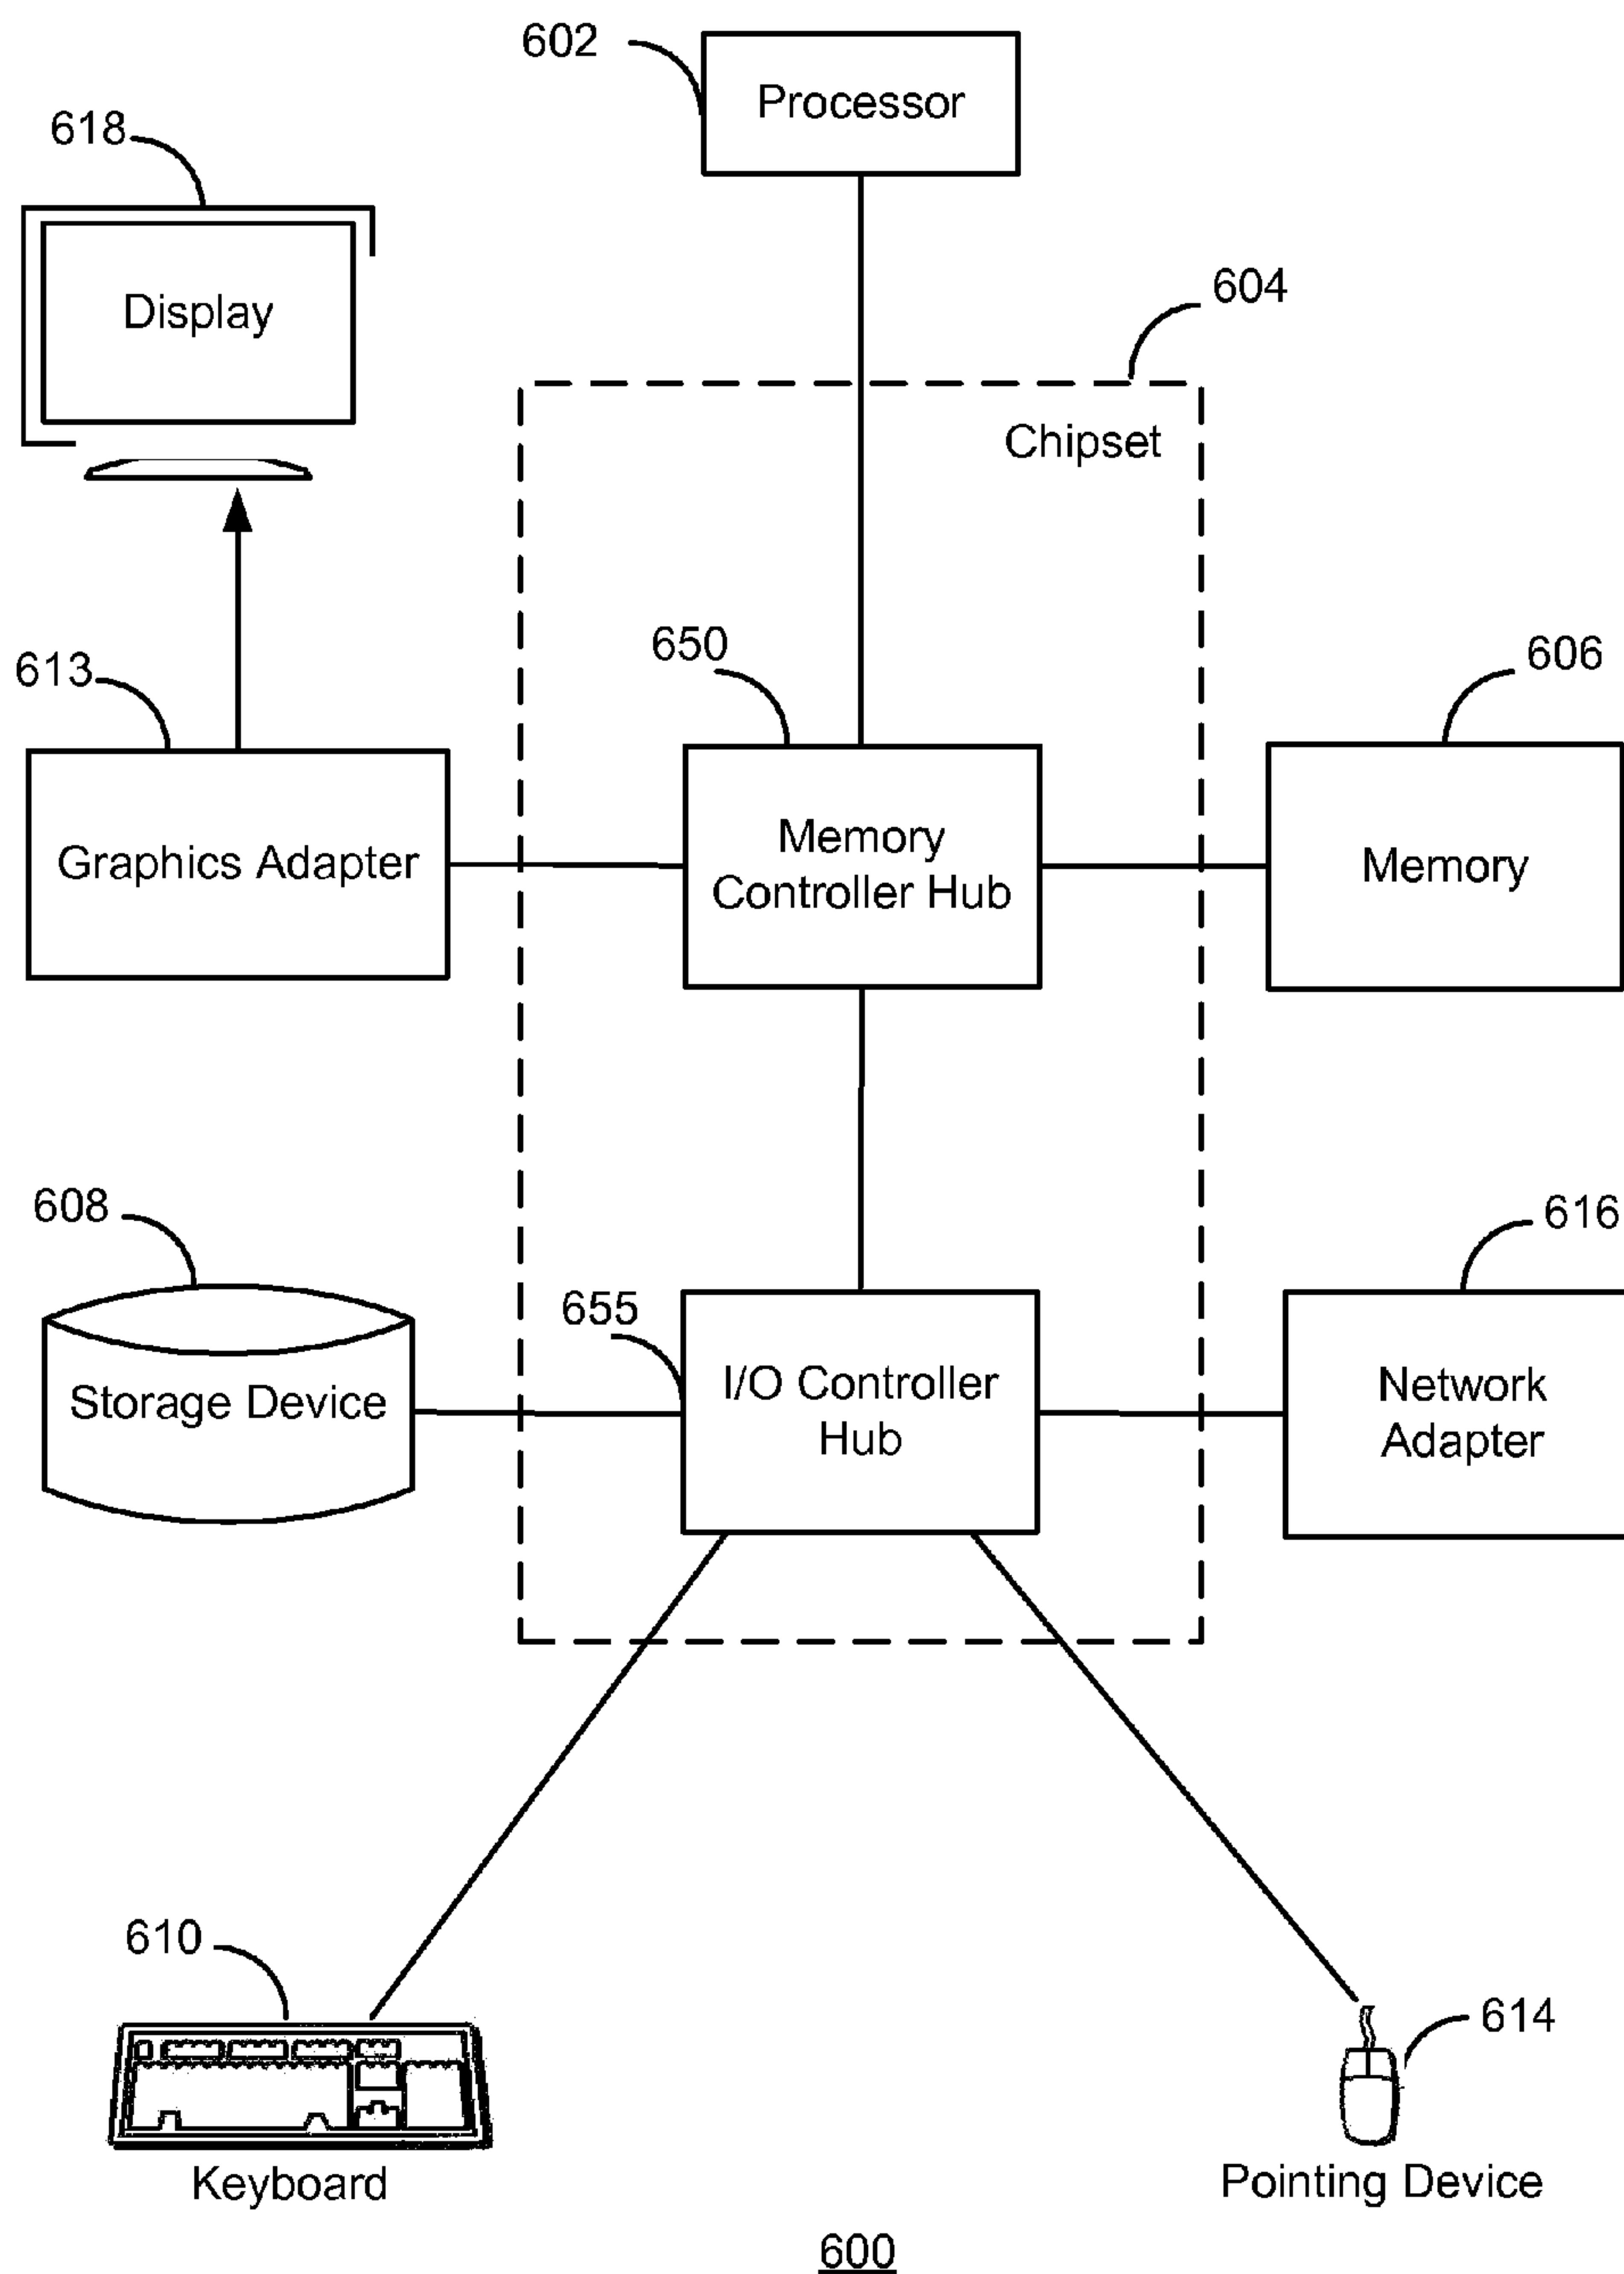 602
Processor
618
Display
604
Chipset
650
606
613
Memory
Controller Hub
Graphics Adapter
Memory
608
616
655
I/O Controller
Hub
Storage Device
Network
Adapter
610
614
Keyboard
Pointing Device
600